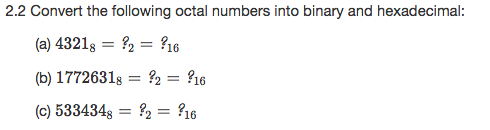 2.2 Convert the following octal numbers into binary and hexadecimal:
(a) 4321₈ = ?₂ = ?₁₆
(b) 1772631₈ = ?₂ = ?₁₆
(c) 533434₈ = ?₂ = ?₁₆